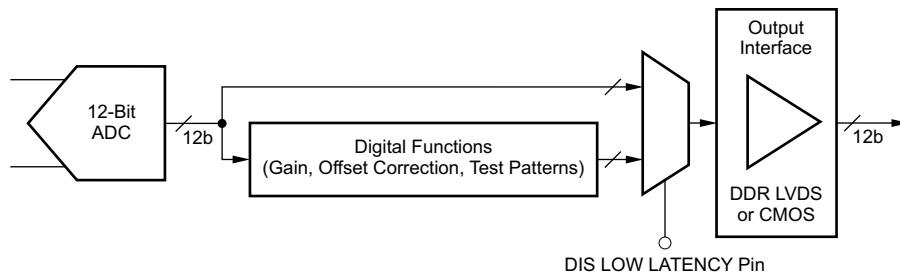 12-Bit
ADC
12b
Digital Functions
(Gain, Offset Correction, Test Patterns)
DIS LOW LATENCY Pin
Output
Interface
DDR LVDS
or CMOS
12b